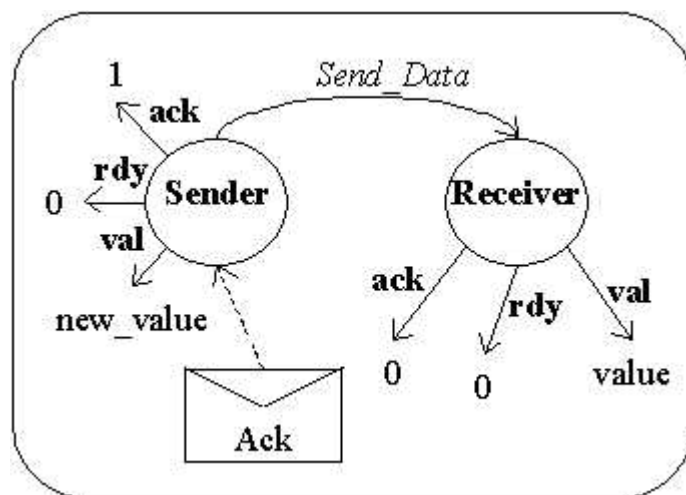 Send_Data
1
ack
rdy
0
Sender
val
new_value
Ack
Receiver
ack
0
rdy
0
val
value